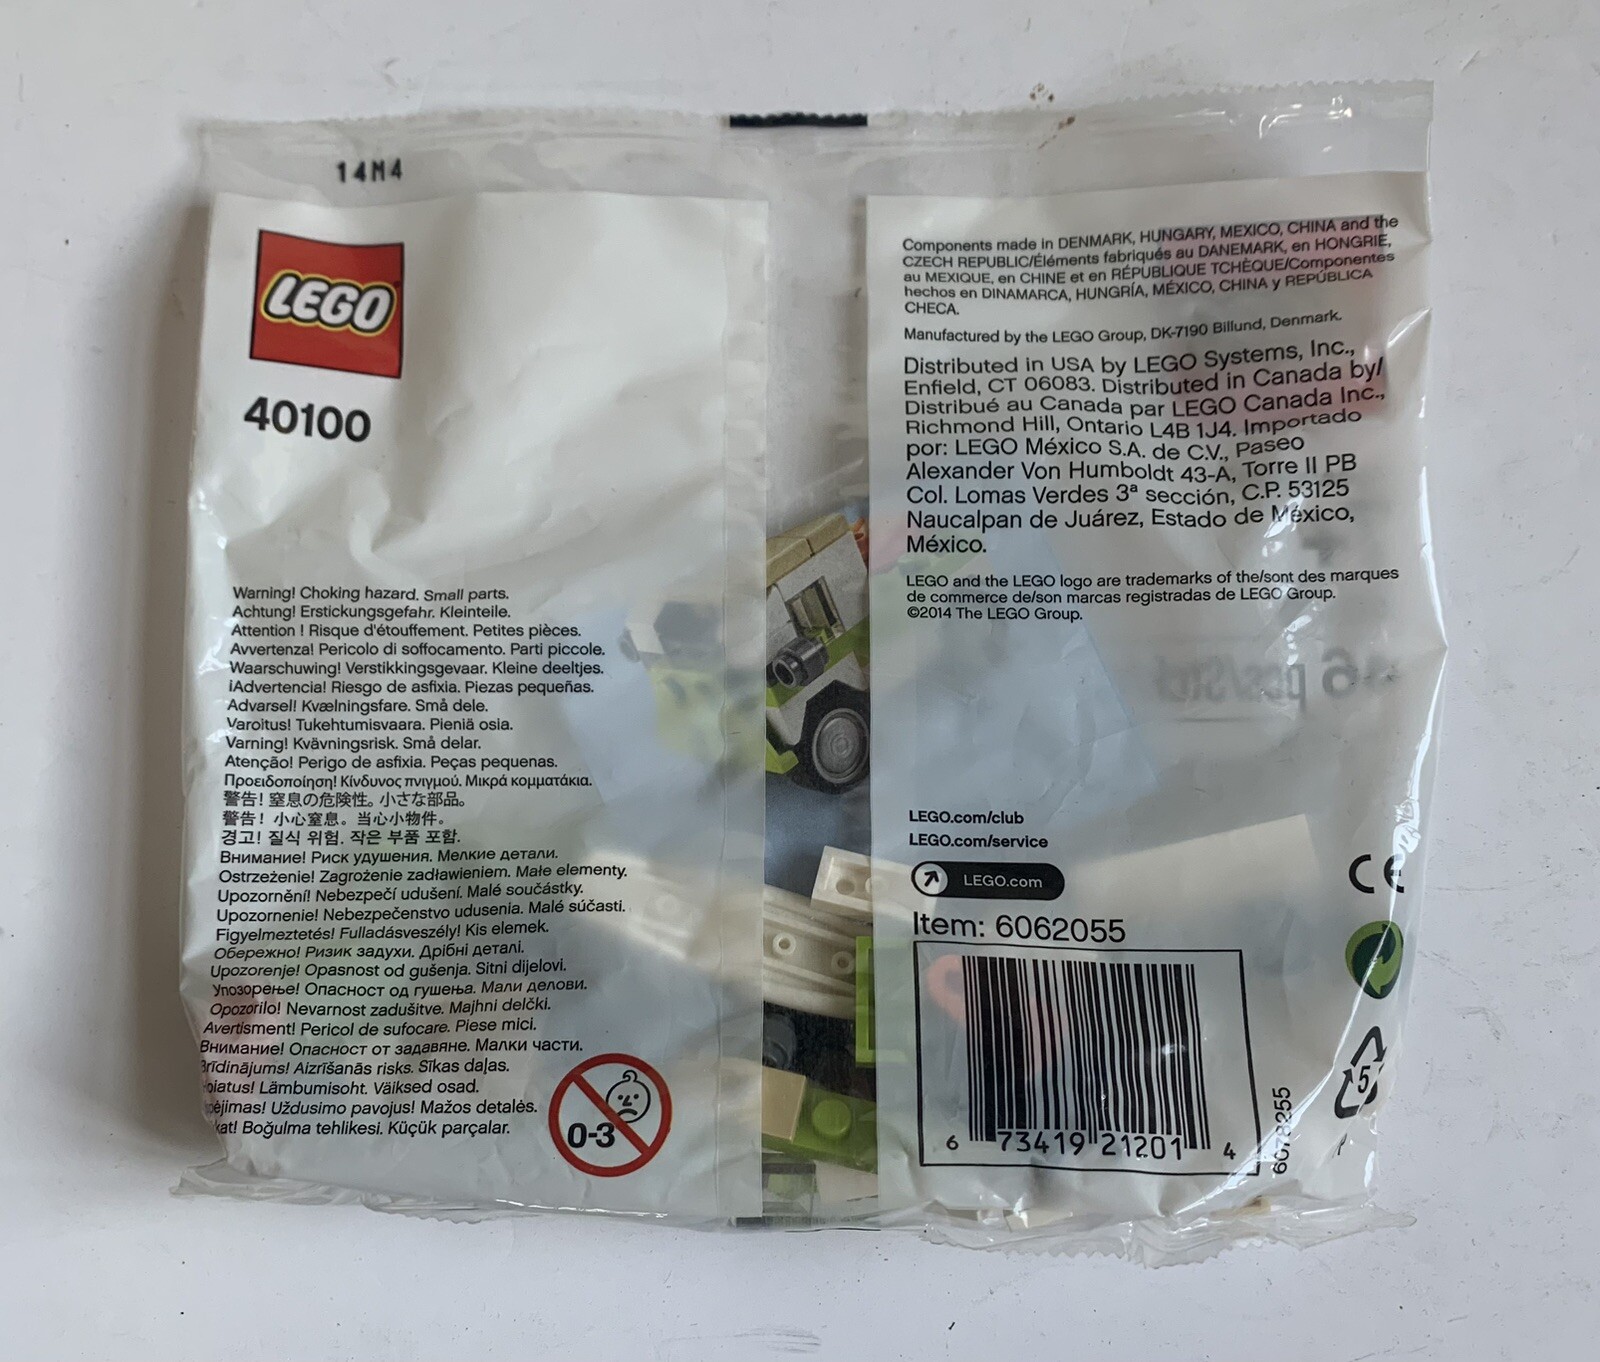 14M4
LEGO
40100
Warning! Choking hazard. Small parts.
Achtung! Erstickungsgefahr. Kleinteile.
Attention ! Risque d'étouffement. Petites pièces.
Avvertenza! Pericolo di soffocamento. Parti piccole.
Waarschuwing! Verstikkingsgevaar. Kleine deeltjes.
¡Advertencia! Riesgo de asfixia. Piezas pequeñas.
Advarsel! Kvælningsfare. Små dele.
Varoitus! Tukehtumisvaara. Pieniä osia.
Varning! Kvävningsrisk. Små delar.
Atenção! Perigo de asfixia. Peças pequenas.
Προειδοποίηση! Κίνδυνος πνιγμού. Μικρά κομματάκια.
警告! 窒息の危険性。小さな部品。
警告! 小心窒息。当心小物件。
경고! 질식 위험. 작은 부품 포함.
Внимание! Риск удушения. Мелкие детали.
Ostrzeżenie! Zagrożenie zadławieniem. Małe elementy.
Upozornění! Nebezpečí udušení. Malé součástky.
Upozornenie! Nebezpečenstvo udusenia. Malé súčasti.
Figyelmeztetés! Fulladásveszély! Kis elemek.
Обережно! Ризик задухи. Дрібні деталі.
Upozorenje! Opasnost od gušenja. Sitni dijelovi.
Упозорење! Опасност од гушења. Мали делови.
Opozorilo! Nevarnost zadušitve. Majhni delčki.
Avertisment! Pericol de sufocare. Piese mici.
Внимание! Опасност от задавяне. Малки части.
Brīdinājums! Aizrīšanās risks. Sīkas daļas.
Lämbumisoht. Väiksed osad.
Uždusimo pavojus! Mažos detalės.
Boğulma tehlikesi. Küçük parçalar.
0-3
Components made in DENMARK, HUNGARY, MEXICO, CHINA and the
CZECH REPUBLIC/Éléments fabriqués au DANEMARK, en HONGRIE,
au MEXIQUE, en CHINE et en RÉPUBLIQUE TCHÈQUE/Componentes
hechos en DINAMARCA, HUNGRÍA, MÉXICO, CHINA y REPÚBLICA
CHECA.
Manufactured by the LEGO Group, DK-7190 Billund, Denmark.
Distributed in USA by LEGO Systems, Inc.,
Enfield, CT 06083. Distributed in Canada by/
Distribué au Canada par LEGO Canada Inc.,
Richmond Hill, Ontario L4B 1J4. Importado
por: LEGO México S.A. de C.V., Paseo
Alexander Von Humboldt 43-A, Torre II PB
Col. Lomas Verdes 3ª sección, C.P. 53125
Naucalpan de Juárez, Estado de México,
México.
LEGO and the LEGO logo are trademarks of the/sont des marques
de commerce de/son marcas registradas de LEGO Group.
©2014 The LEGO Group.
LEGO.com/club
LEGO.com/service
LEGO.com
CE
Item: 6062055
6 73419 21201 4
6078255
5